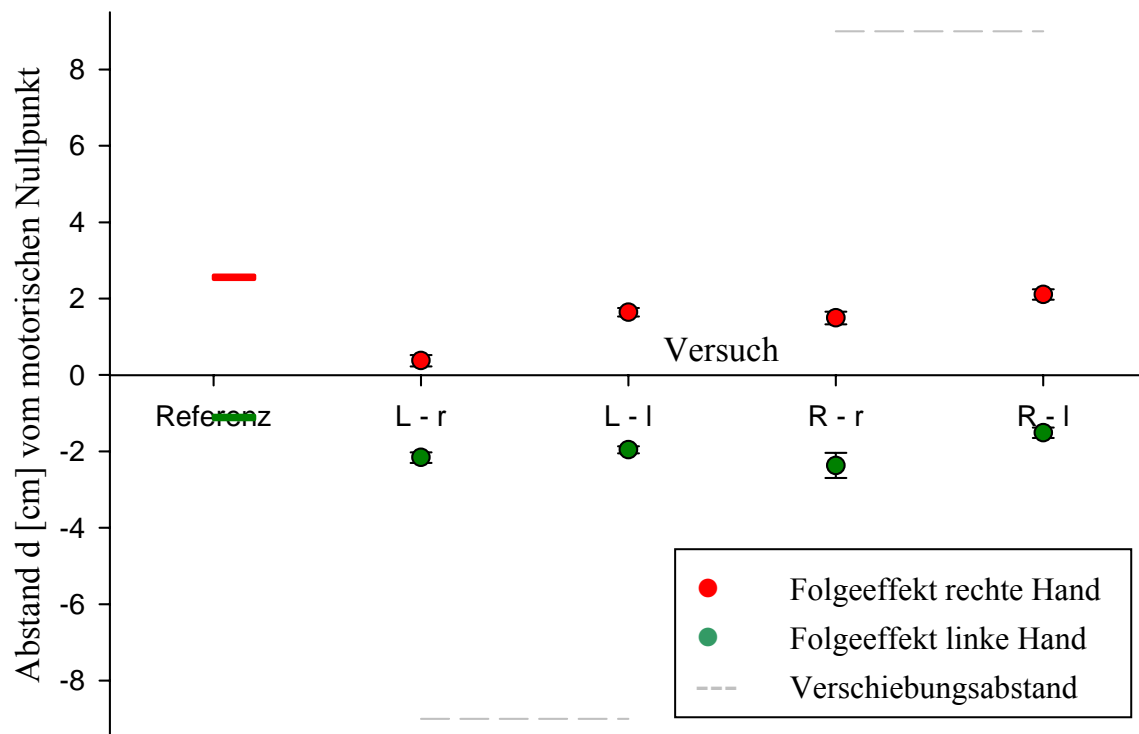 Abstand d [cm] vom motorischen Nullpunkt
8
6
4
2
0
-2
-4
-6
-8
Versuch
Referenz L - r L - l R - r R - l
Folgeeffekt rechte Hand
Folgeeffekt linke Hand
Verschiebungsabstand